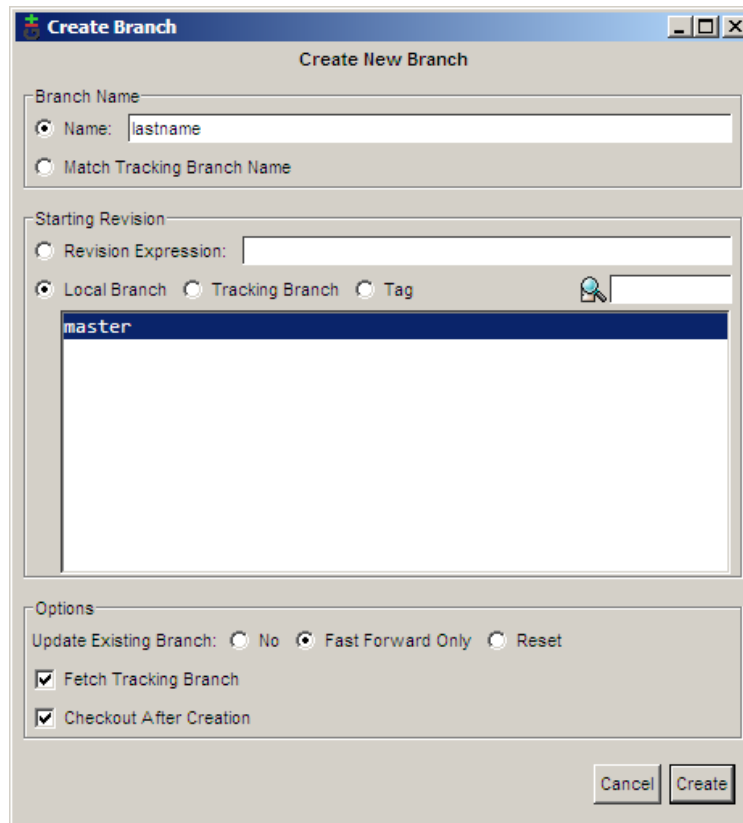 Create Branch
Create New Branch
Branch Name
Name: lastname
Match Tracking Branch Name
Starting Revision
Revision Expression:
Local Branch Tracking Branch Tag
master
Options
Update Existing Branch: No Fast Forward Only Reset
Fetch Tracking Branch
Checkout After Creation
Cancel Create